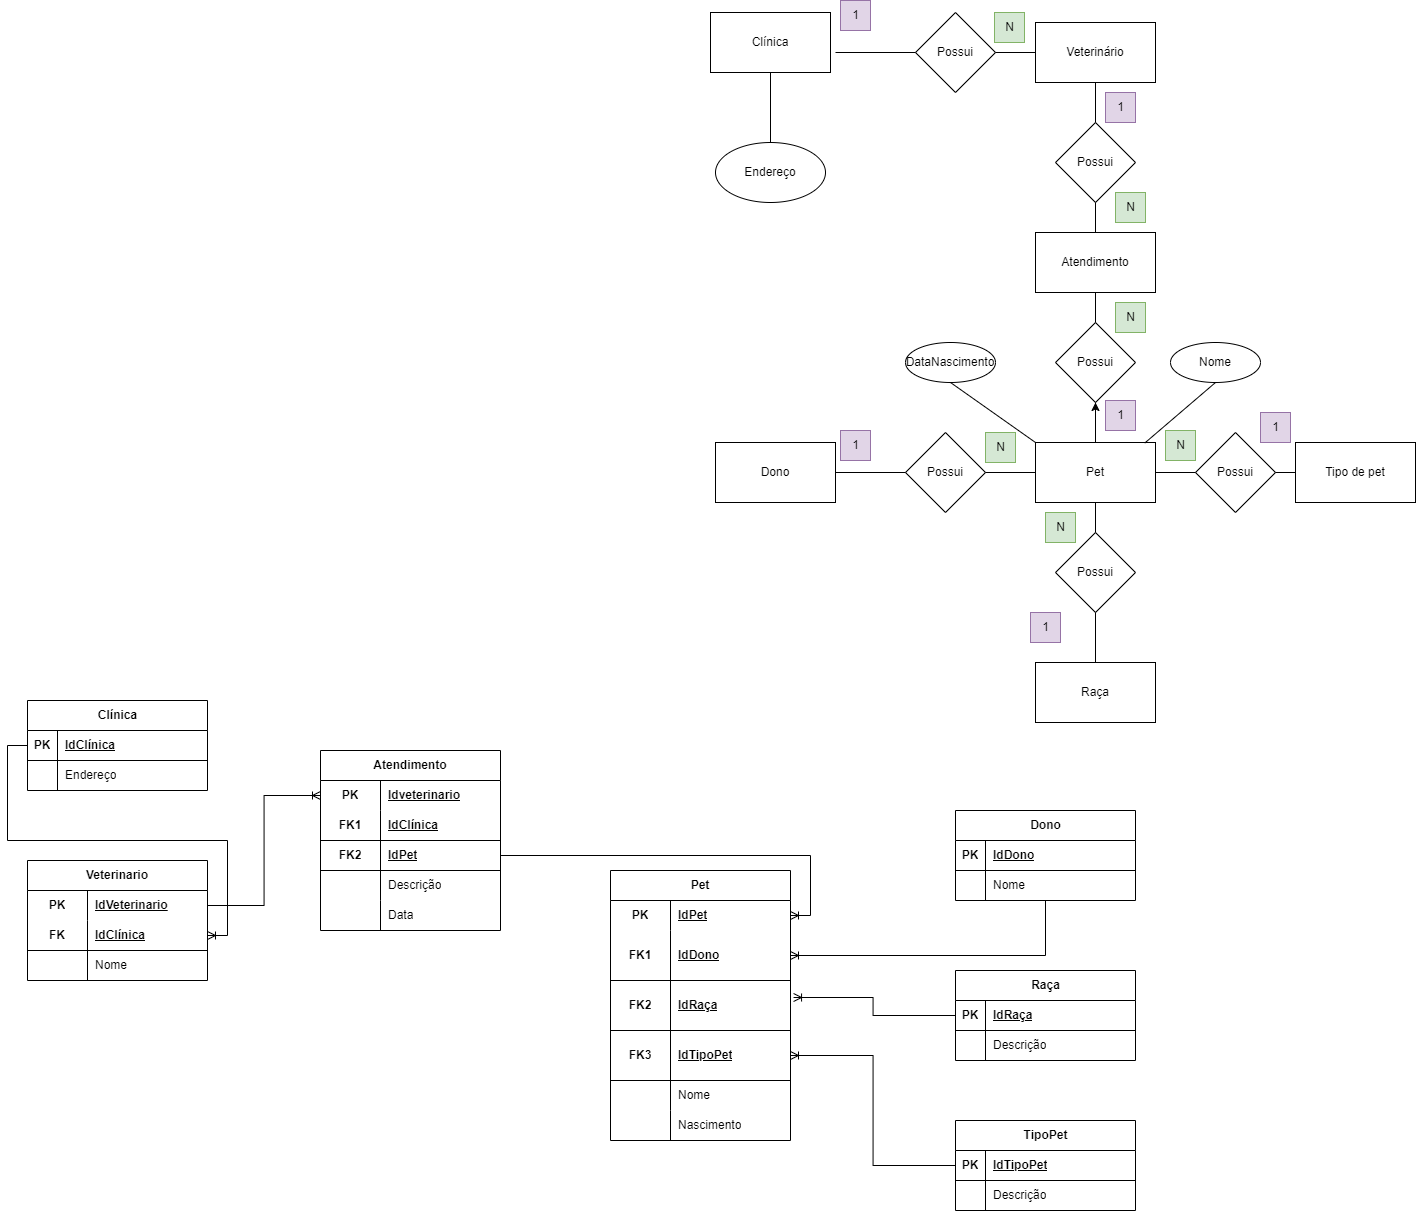 1
N
Clínica
Possui
Veterinário
1
Possui
Endereço
N
Atendimento
N
DataNascimento
Possui
Nome
1
1
N
N
1
Dono
Possui
Pet
Possui
Tipo de pet
N
Possui
1
Raça
Clínica
PK IdClínica
Endereço
Veterinario
PK IdVeterinario
FK IdClínica
Nome
Atendimento
PK Idveterinario
FK1 IdClínica
FK2 IdPet
Descrição
Data
Pet
PK IdPet
FK1 IdDono
FK2 IdRaça
FK3 IdTipoPet
Nome
Nascimento
Dono
PK IdDono
Nome
Raça
PK IdRaça
Descrição
TipoPet
PK IdTipoPet
Descrição